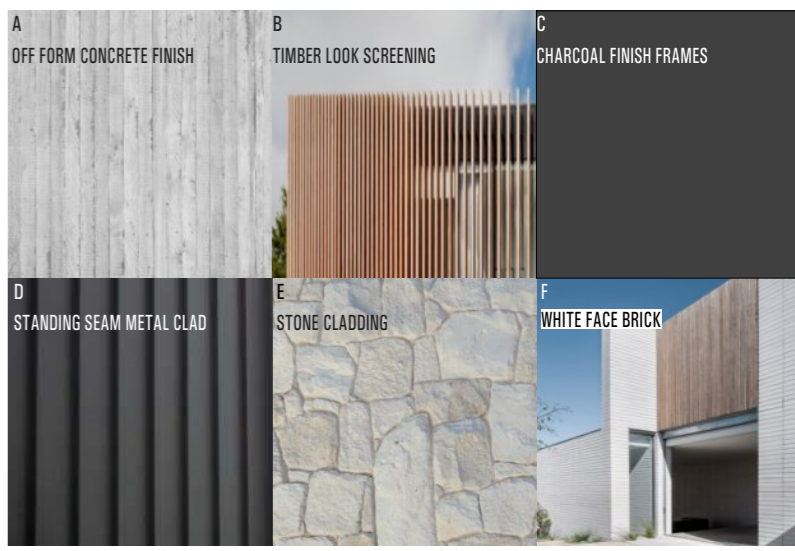 A
OFF FORM CONCRETE FINISH
B
TIMBER LOOK SCREENING
C
CHARCOAL FINISH FRAMES
D
STANDING SEAM METAL CLAD
E
STONE CLADDING
F
WHITE FACE BRICK